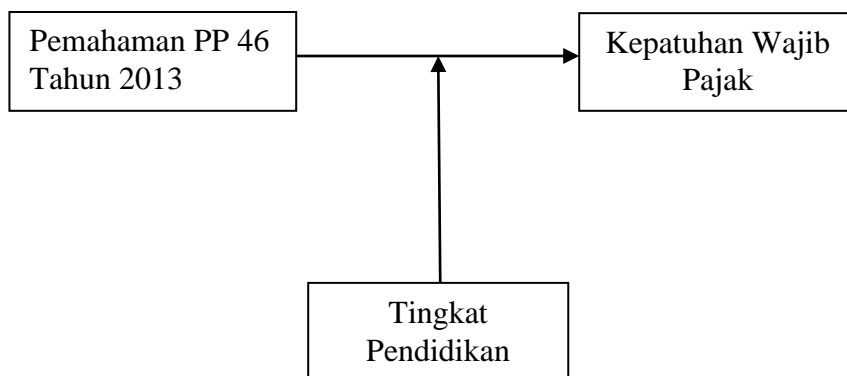 Pemahaman PP 46
Tahun 2013
Kepatuhan Wajib
Pajak
Tingkat
Pendidikan